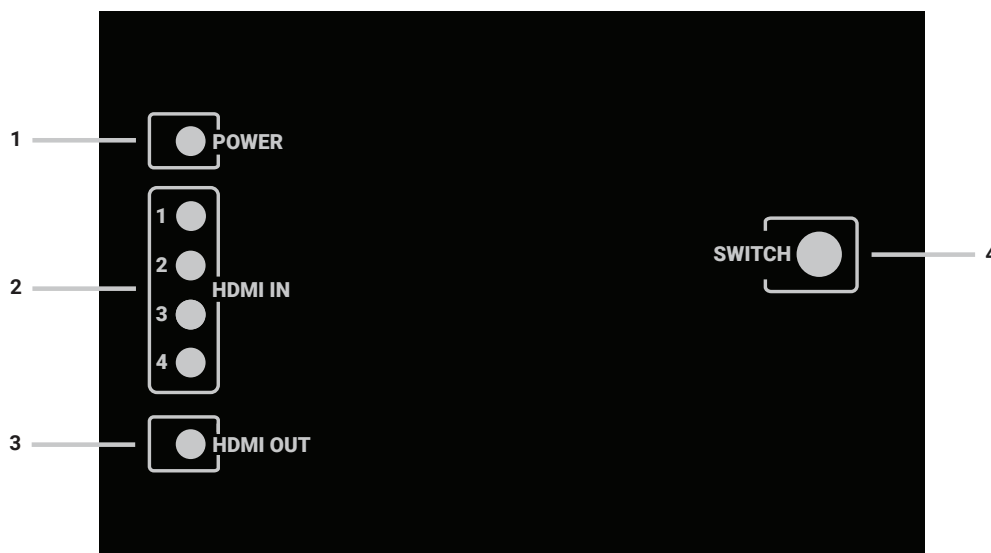 1 POWER
1
2
2 HDMI IN
3
4
3 HDMI OUT
SWITCH 4